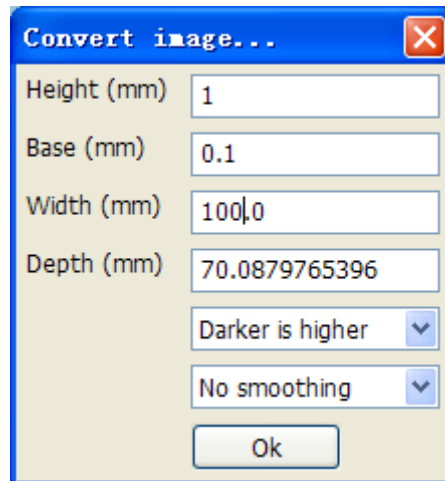 Convert image...
Height (mm) 1
Base (mm) 0.1
Width (mm) 100.0
Depth (mm) 70.0879765396
Darker is higher
No smoothing
Ok